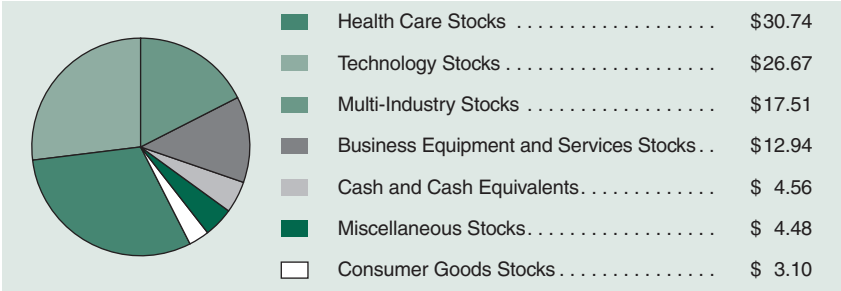 Health Care Stocks . . . . . . . . . . . . . . . . . . . $30.74
Technology Stocks . . . . . . . . . . . . . . . . . . . . $26.67
Multi-Industry Stocks . . . . . . . . . . . . . . . . . . $17.51
Business Equipment and Services Stocks . . $12.94
Cash and Cash Equivalents . . . . . . . . . . . . . $ 4.56
Miscellaneous Stocks . . . . . . . . . . . . . . . . . . $ 4.48
Consumer Goods Stocks . . . . . . . . . . . . . . . $ 3.10